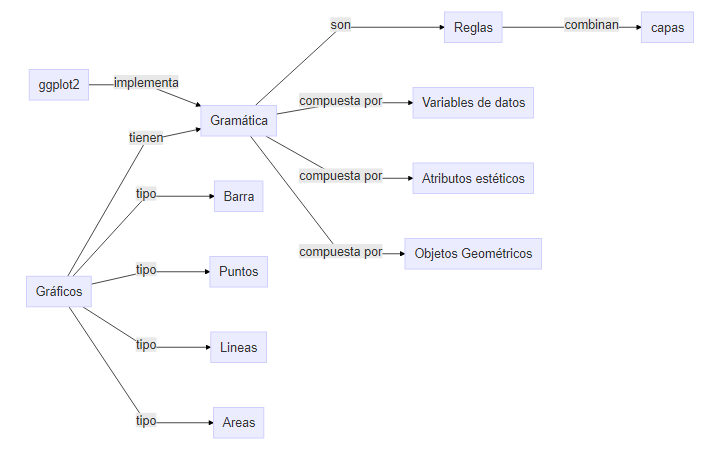 son
Reglas
combinan
capas
ggplot2
implementa
Gramática
compuesta por
Variables de datos
tienen
compuesta por
Atributos estéticos
tipo
Barra
compuesta por
Objetos Geométricos
tipo
Puntos
Gráficos
tipo
Lineas
tipo
Areas